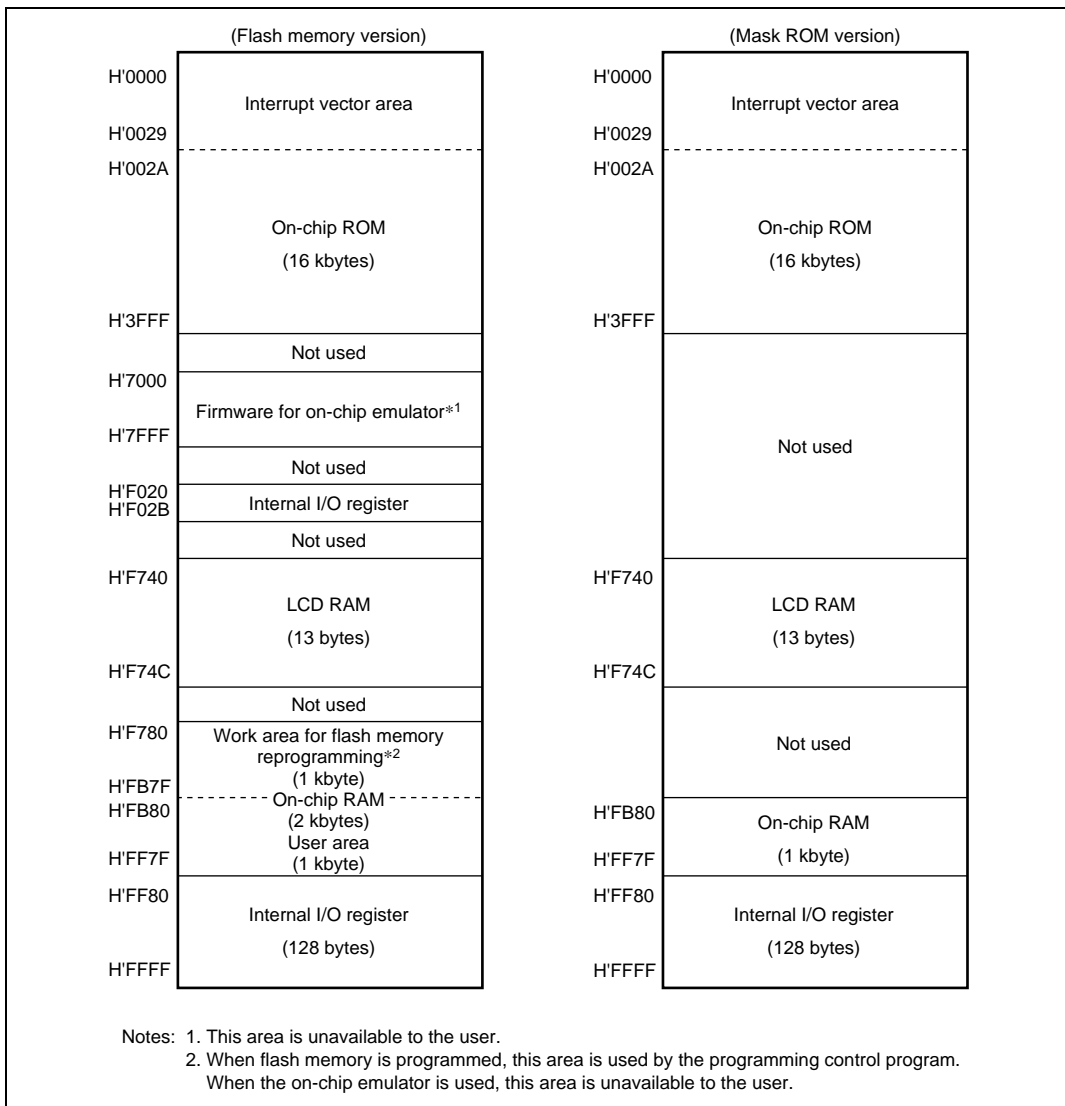 (Flash memory version)
H'0000
Interrupt vector area
H'0029
H'002A
On-chip ROM
(16 kbytes)
H'3FFF
Not used
H'7000
Firmware for on-chip emulator*1
H'7FFF
Not used
H'F020
H'F02B
Internal I/O register
Not used
H'F740
LCD RAM
(13 bytes)
H'F74C
Not used
H'F780
Work area for flash memory
reprogramming*2
(1 kbyte)
H'FB7F
On-chip RAM
H'FB80
(2 kbytes)
User area
H'FF7F
(1 kbyte)
H'FF80
Internal I/O register
(128 bytes)
H'FFFF
(Mask ROM version)
H'0000
Interrupt vector area
H'0029
H'002A
On-chip ROM
(16 kbytes)
H'3FFF
Not used
H'F740
LCD RAM
(13 bytes)
H'F74C
Not used
H'FB80
On-chip RAM
(1 kbyte)
H'FF7F
H'FF80
Internal I/O register
(128 bytes)
H'FFFF
Notes: 1. This area is unavailable to the user.
2. When flash memory is programmed, this area is used by the programming control program.
When the on-chip emulator is used, this area is unavailable to the user.